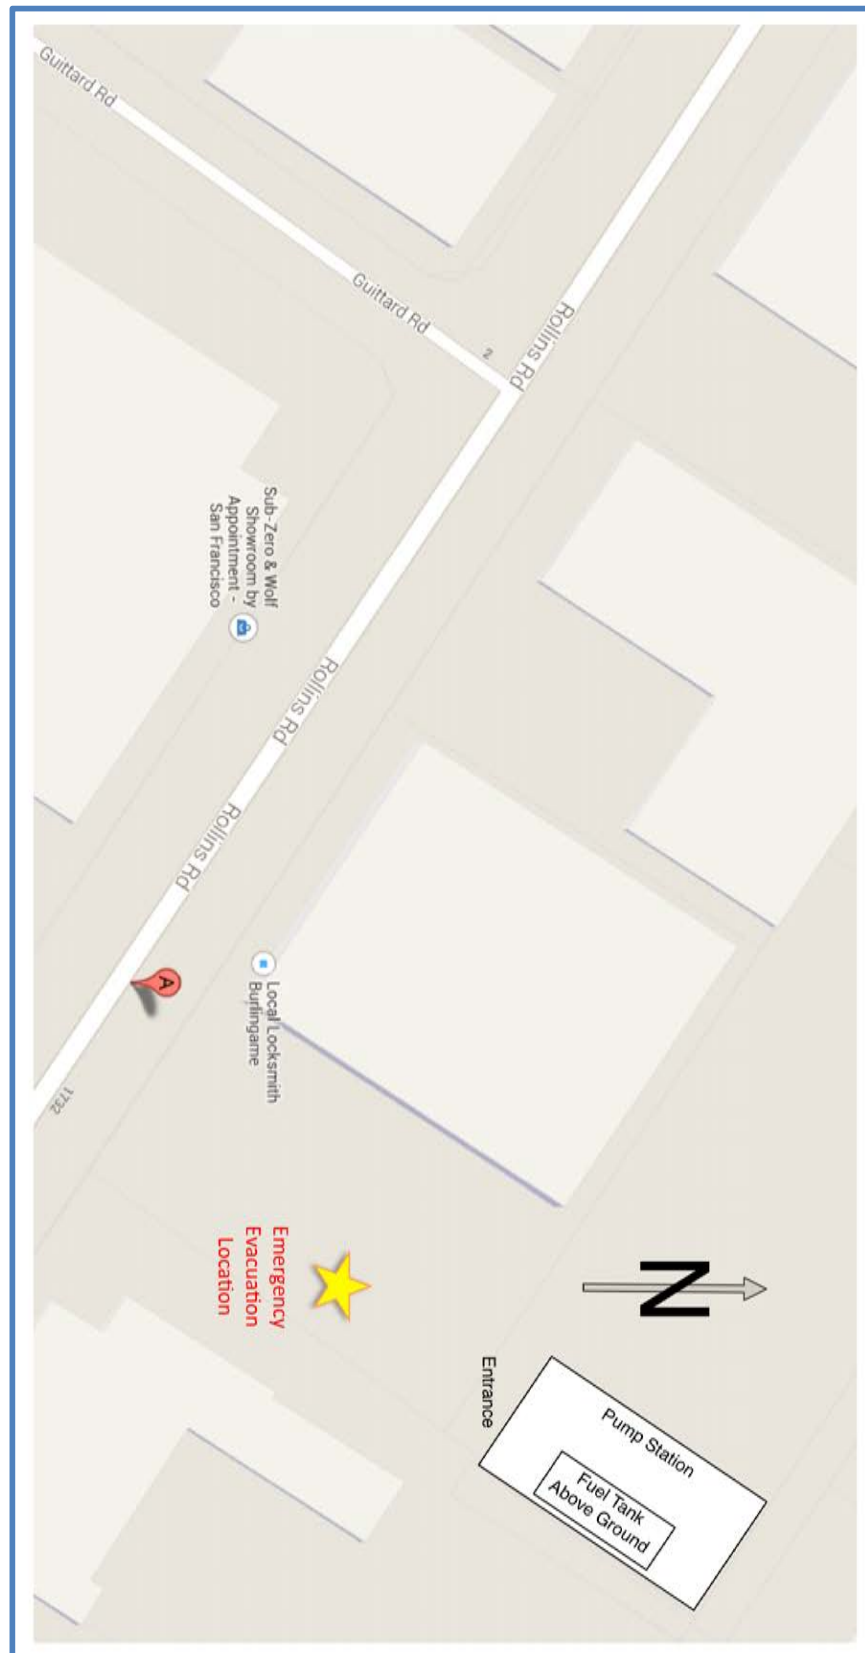 Guittard Rd
Guittard Rd
2
Rollins Rd
Sub-Zero & Wolf
Showroom by
Appointment -
San Francisco
Rollins Rd
Rollins Rd
A
Local Locksmith
Burlingame
1732
Emergency
Evacuation
Location
N
Entrance
Pump Station
Fuel Tank
Above Ground